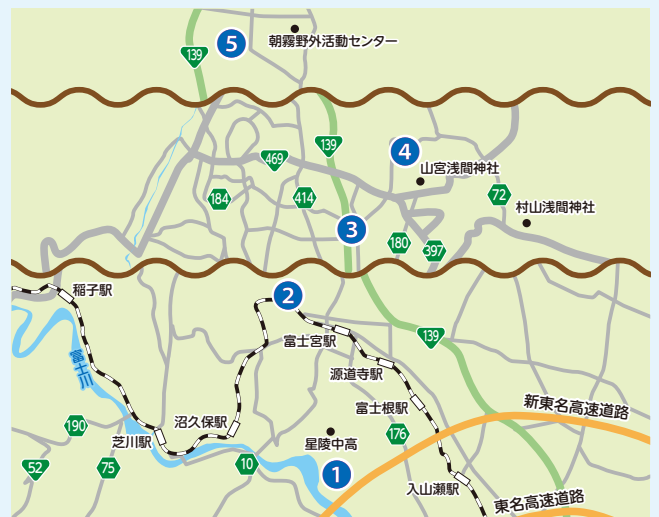 5
朝霧野外活動センター
139
139
4
469
山宮浅間神社
184
414
72
村山浅間神社
3
180
397
稲子駅
2
富士宮駅
139
富士川
源道寺駅
新東名高速道路
富士根駅
沼久保駅
190
芝川駅
176
星陵中高
52
75
10
1
入山瀬駅
東名高速道路